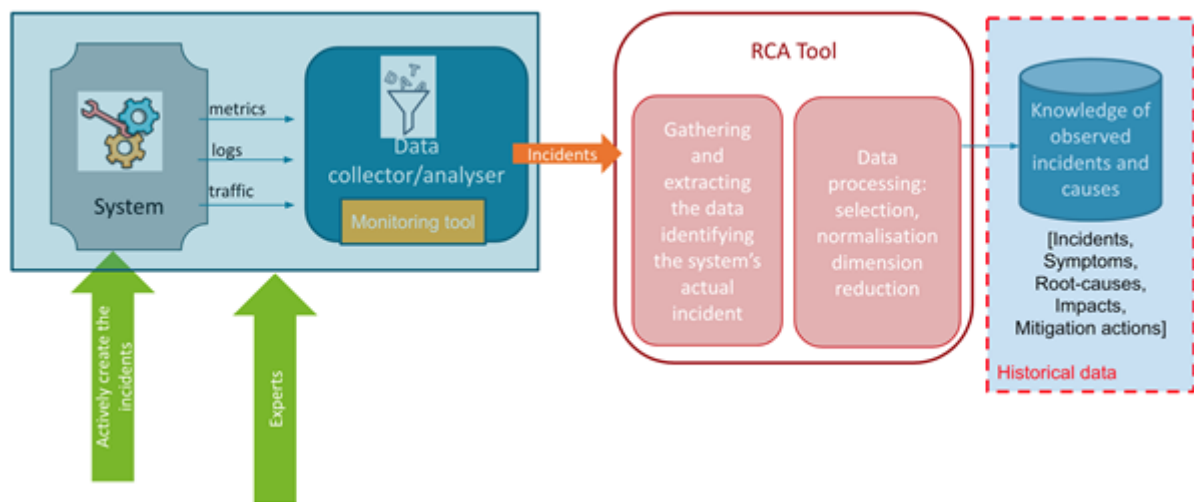 metrics
logs
traffic
System
DATA
Data
collector/analyser
Monitoring tool
Incidents
Actively create the
incidents
Experts
RCA Tool
Gathering
and
extracting
the data
identifying
the system's
actual
incident
Data
processing:
selection,
normalisation
dimension
reduction
Knowledge of
observed
incidents and
causes
[Incidents,
Symptoms,
Root-causes,
Impacts,
Mitigation actions]
Historical data